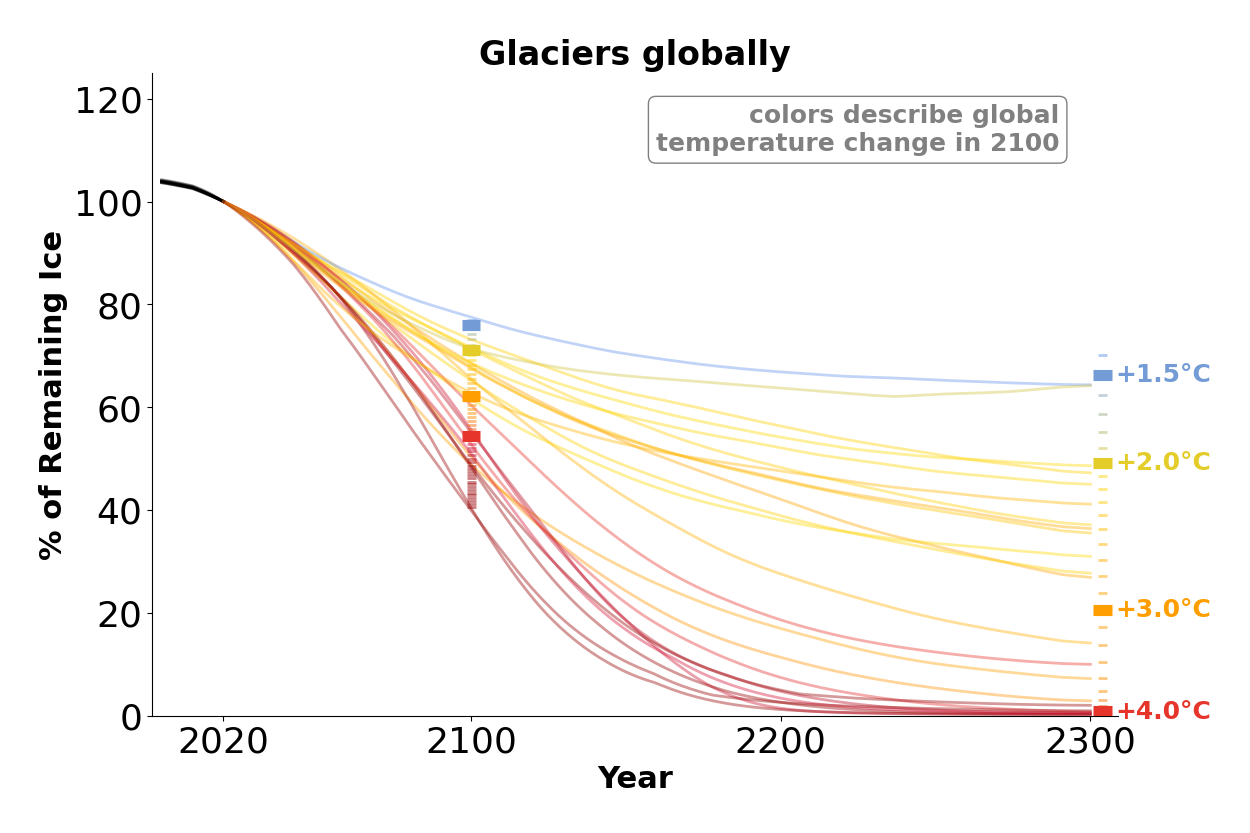 Glaciers globally
colors describe global
temperature change in 2100
% of Remaining Ice
120
100
80
60
40
20
0
+1.5°C
+2.0°C
+3.0°C
+4.0°C
2020
2100
2200
2300
Year